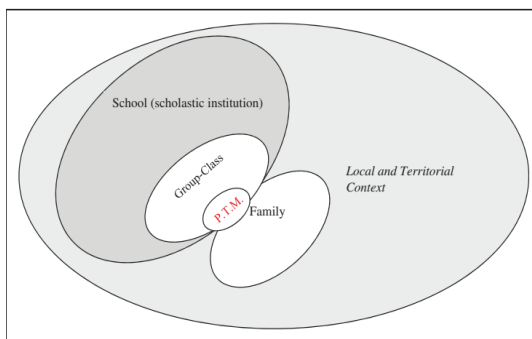 School (scholastic institution)
Group-Class
Local and Territorial
Context
P.T.M.
Family